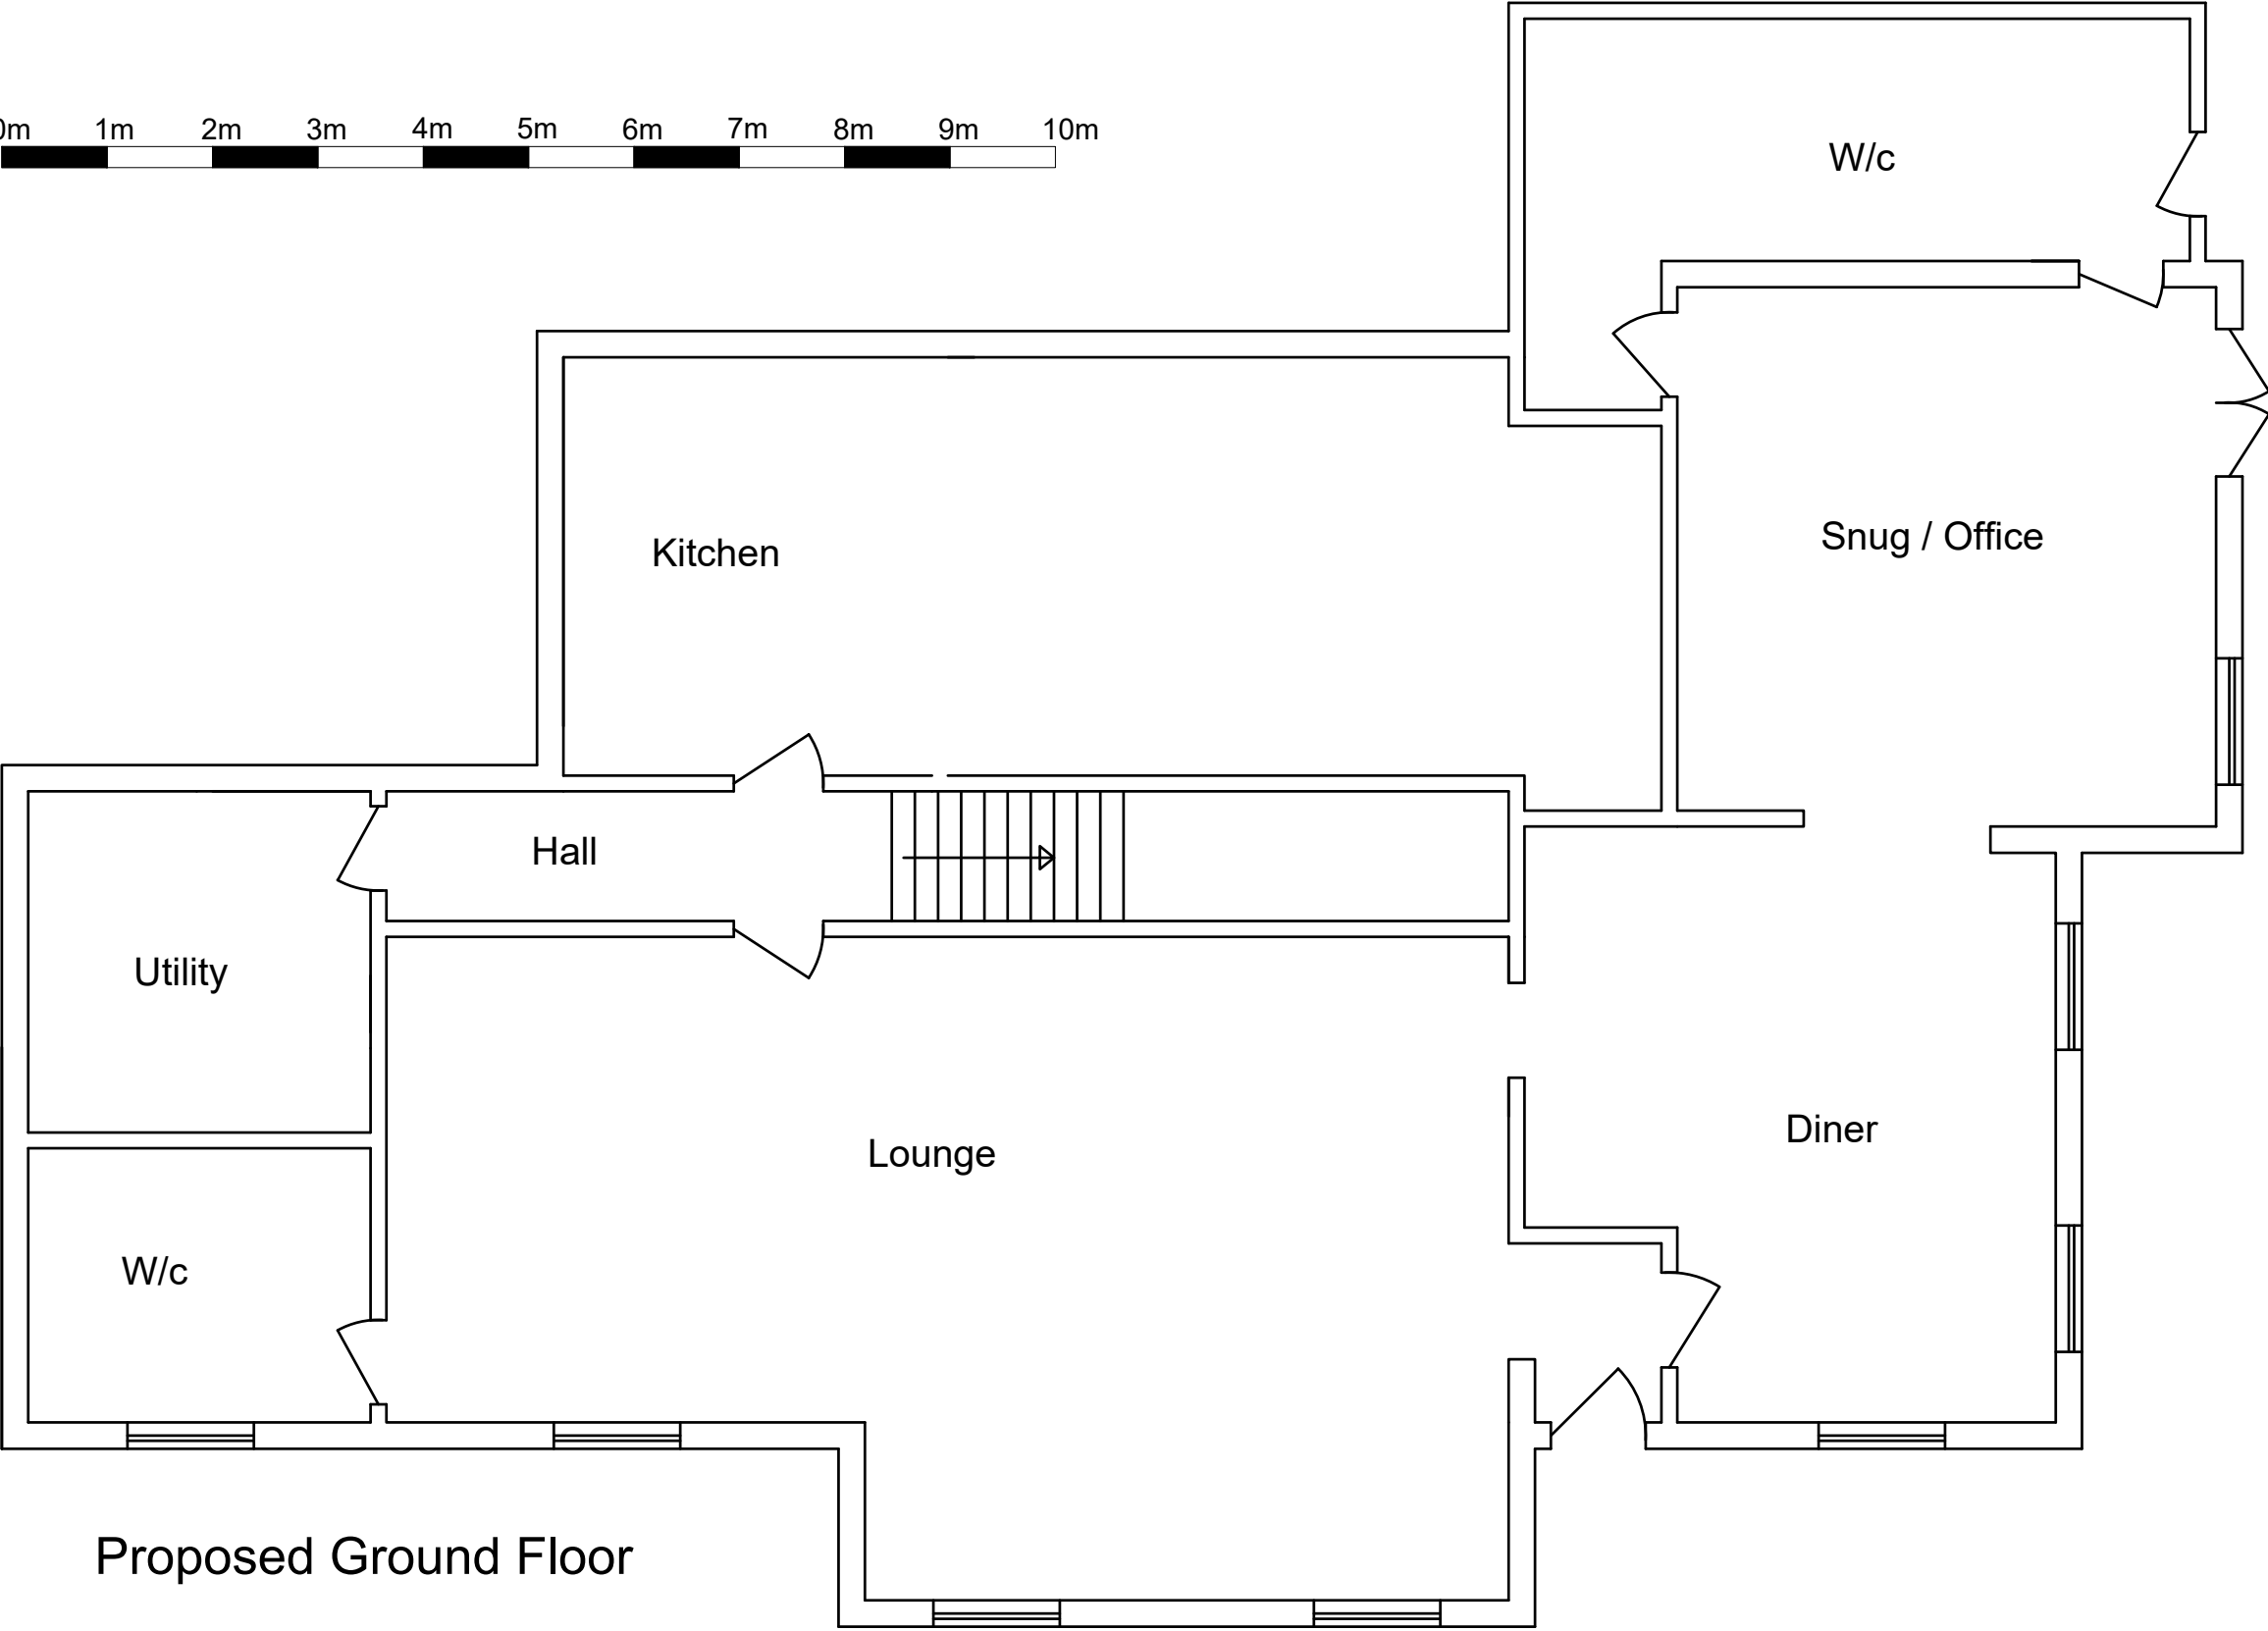 0m 1m 2m 3m 4m 5m 6m 7m 8m 9m 10m
W/c
Snug / Office
Kitchen
Hall
Utility
Diner
Lounge
W/c
Proposed Ground Floor